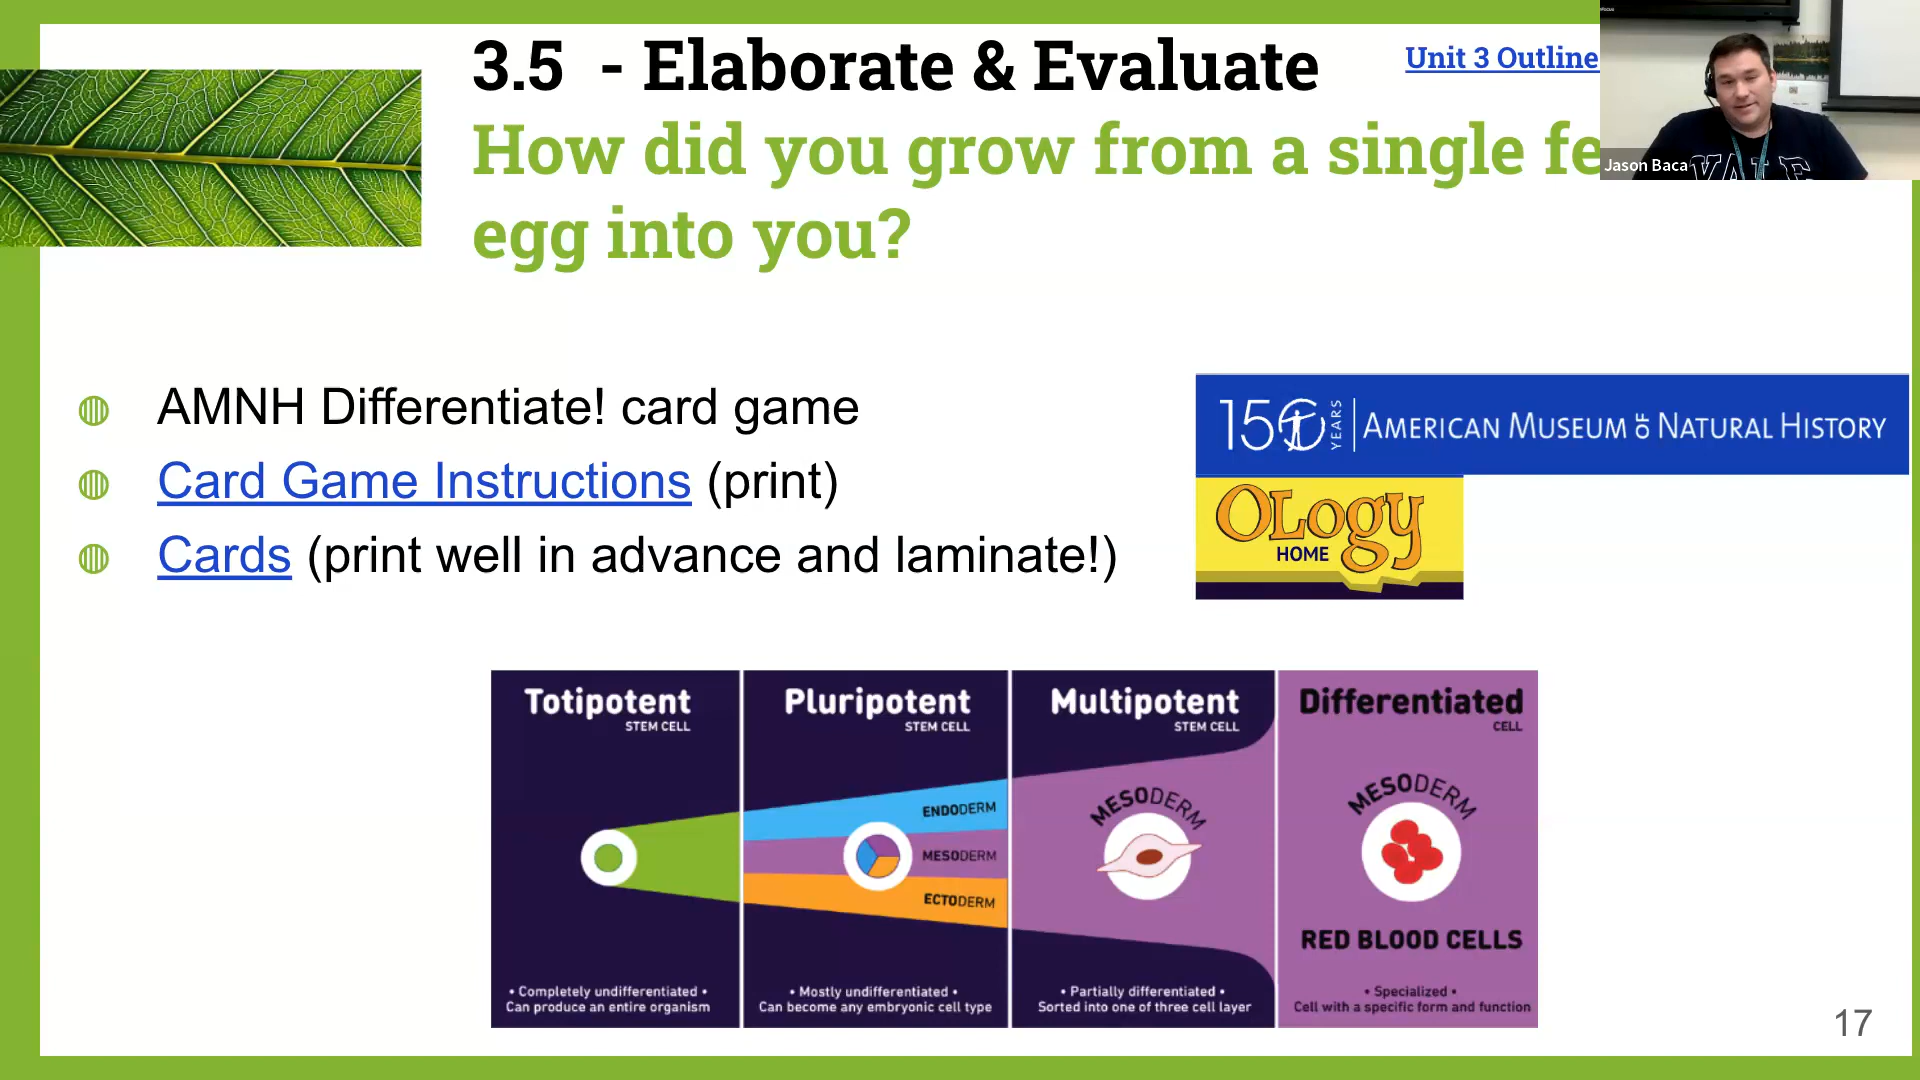 3.5 - Elaborate & Evaluate
Unit 3 Outline
How did you grow from a single fe
egg into you?
Jason Baca
YALE
AMNH Differentiate! card game
Card Game Instructions (print)
Cards (print well in advance and laminate!)
150 YEARS | AMERICAN MUSEUM OF NATURAL HISTORY
OLogy
HOME
Totipotent
STEM CELL
• Completely undifferentiated •
Can produce an entire organism
Pluripotent
STEM CELL
ENDODERM
MESODERM
ECTODERM
• Mostly undifferentiated •
Can become any embryonic cell type
Multipotent
STEM CELL
MESODERM
• Partially differentiated •
Sorted into one of three cell layer
Differentiated
CELL
MESODERM
RED BLOOD CELLS
• Specialized •
Cell with a specific form and function
17